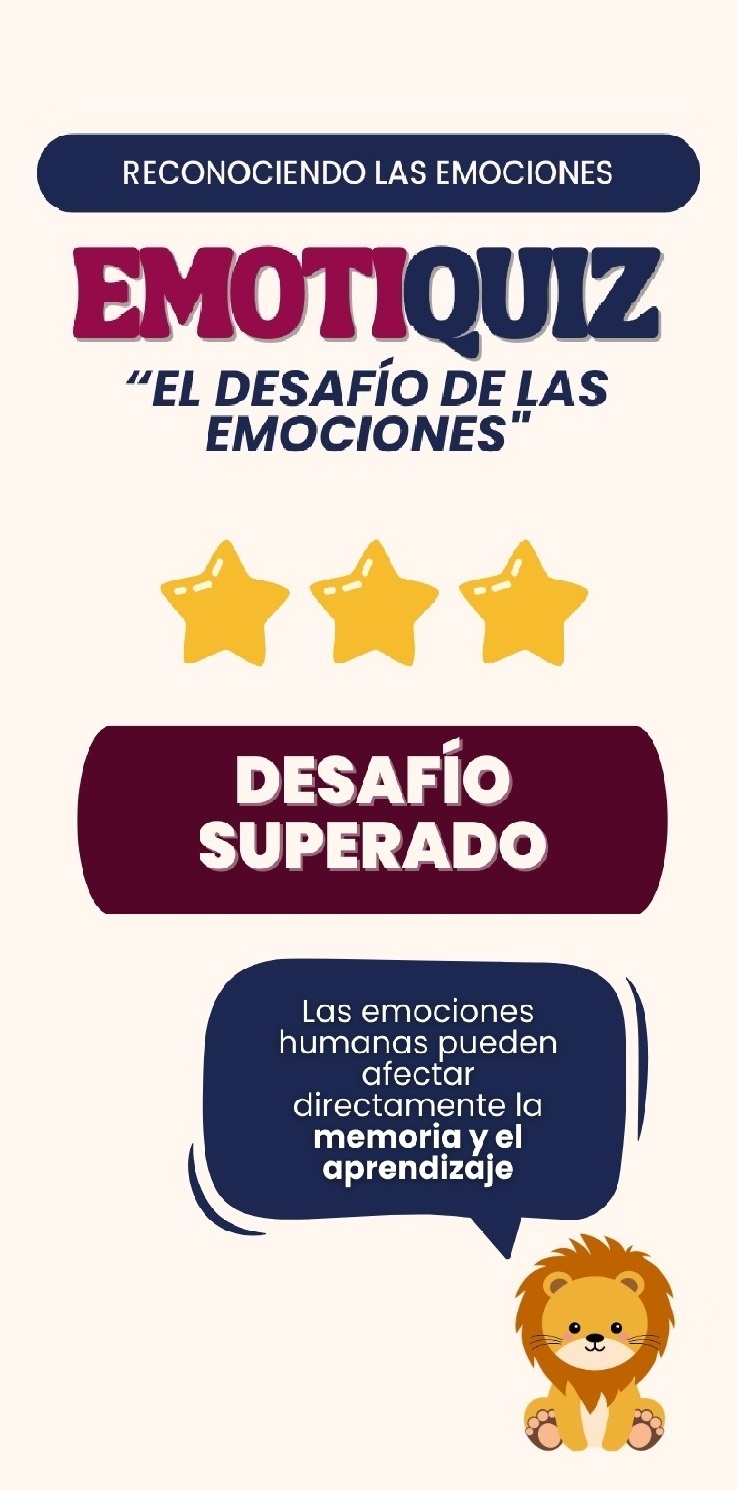 RECONOCIENDO LAS EMOCIONES
EMOTIQUIZ
“EL DESAFÍO DE LAS
EMOCIONES"
DESAFÍO
SUPERADO
Las emociones
humanas pueden
afectar
directamente la
memoria y el
aprendizaje